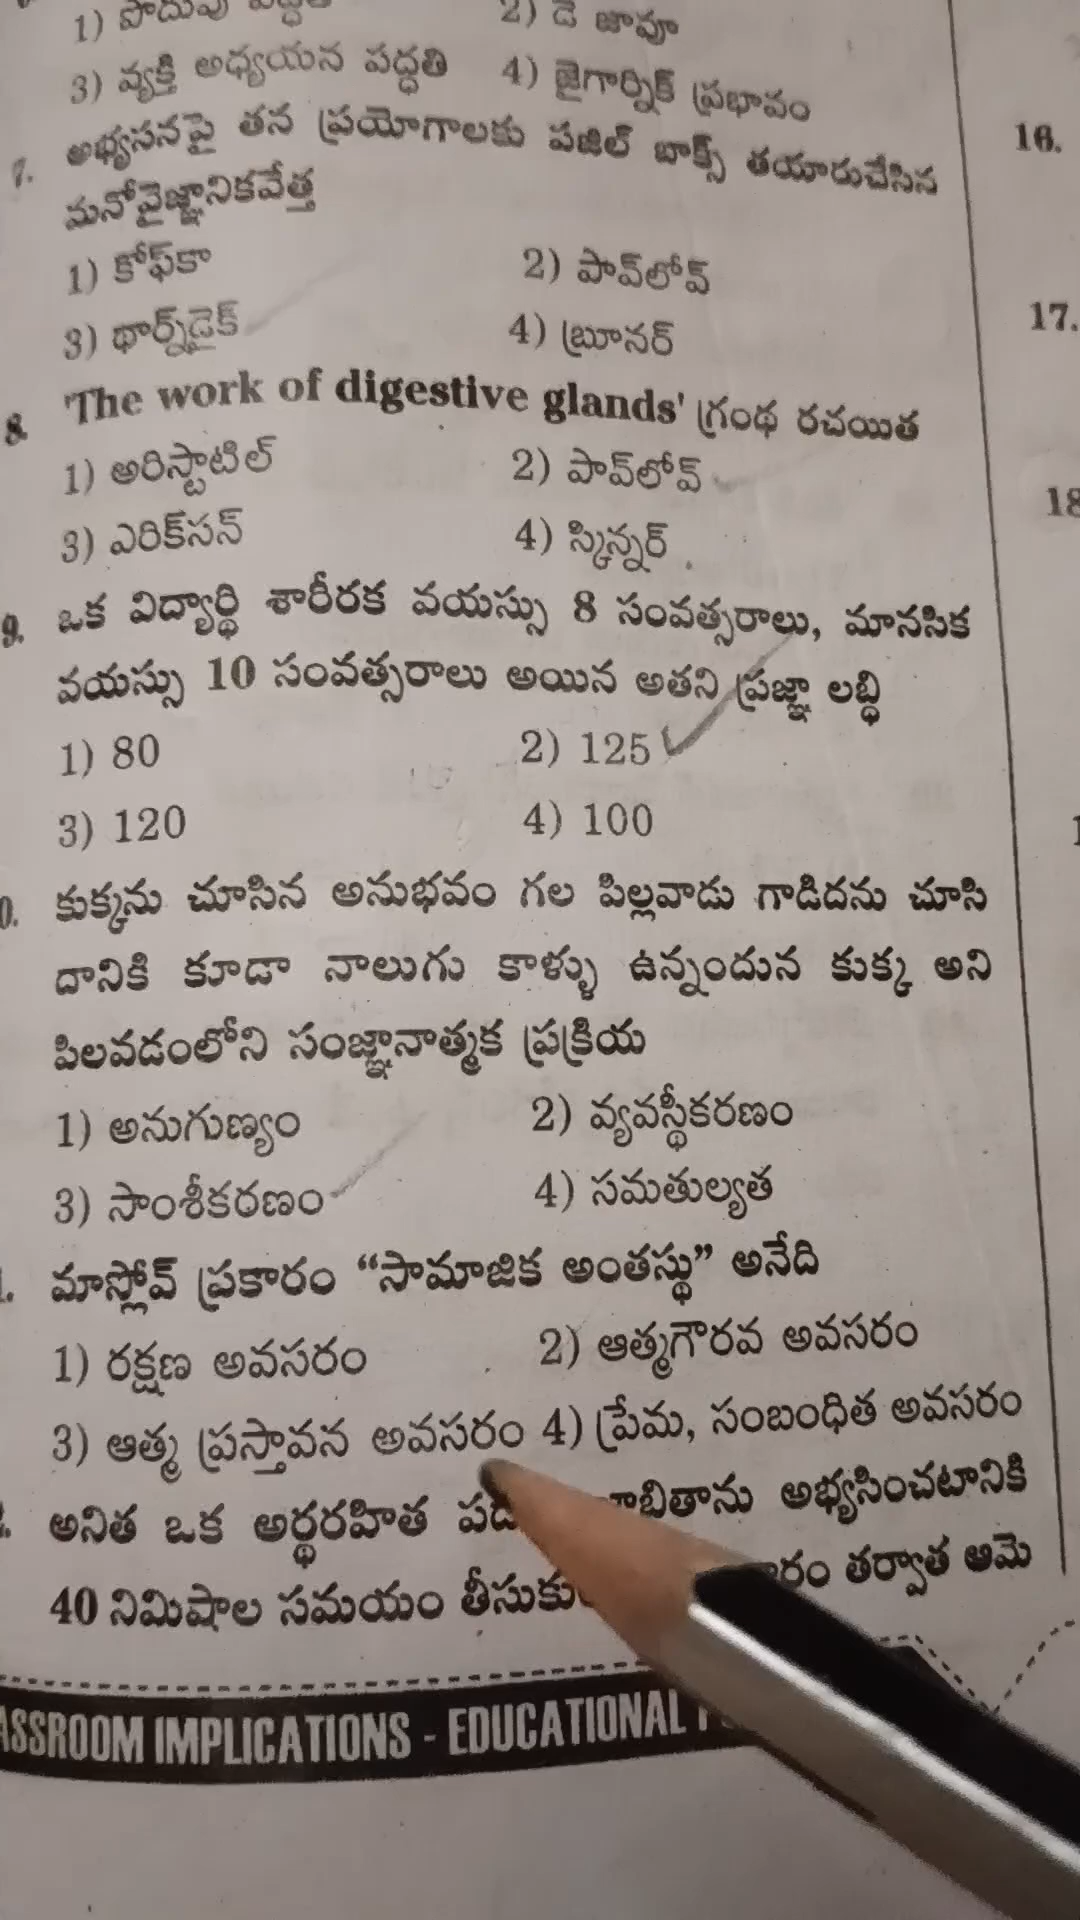 2) డె జావూ
3) వ్యక్తి అధ్యయన పద్ధతి 4) జైగార్నిక్ ప్రభావం
7. అభ్యసనపై తన ప్రయోగాలకు పజిల్ బాక్స్ తయారుచేసిన
మనోవైజ్ఞానికవేత్త
1) కోఫ్‌కా 2) పావ్‌లోవ్
3) థార్న్‌డైక్ 4) బ్రూనర్
8. 'The work of digestive glands' గ్రంథ రచయిత
1) అరిస్టాటిల్ 2) పావ్‌లోవ్
3) ఎరిక్‌సన్ 4) స్కిన్నర్
9. ఒక విద్యార్థి శారీరక వయస్సు 8 సంవత్సరాలు, మానసిక
వయస్సు 10 సంవత్సరాలు అయిన అతని ప్రజ్ఞా లబ్ధి
1) 80 2) 125
3) 120 4) 100
0. కుక్కను చూసిన అనుభవం గల పిల్లవాడు గాడిదను చూసి
దానికి కూడా నాలుగు కాళ్ళు ఉన్నందున కుక్క అని
పిలవడంలోని సంజ్ఞానాత్మక ప్రక్రియ
1) అనుగుణ్యం 2) వ్యవస్థీకరణం
3) సాంశీకరణం 4) సమతుల్యత
మాస్లోవ్ ప్రకారం “సామాజిక అంతస్థు” అనేది
1) రక్షణ అవసరం 2) ఆత్మగౌరవ అవసరం
3) ఆత్మ ప్రస్తావన అవసరం 4) ప్రేమ, సంబంధిత అవసరం
అనిత ఒక అర్థరహిత అభ్యసించటానికి
40 నిమిషాల సమయం తర్వాత ఆమె
ASSROOM IMPLICATIONS - EDUCATIONAL
16.
17.
18